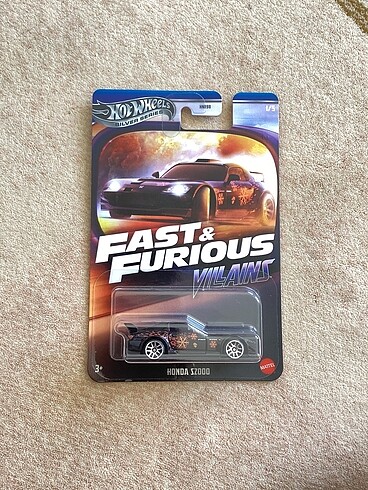 Hot Wheels
SILVER SERIES
1/5
FAST &
FURIOUS
VILLAINS
3+
HONDA S2000
MATTEL